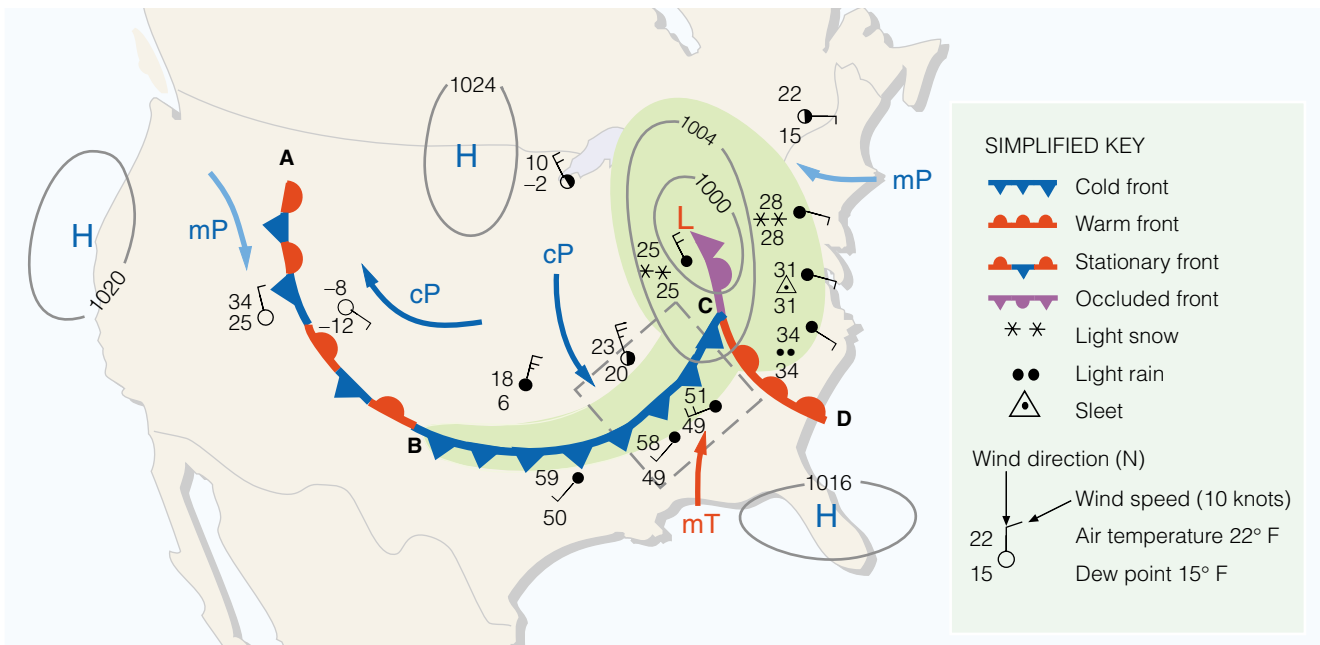 1024
H
A
H
1020
mP
34
25
−8
−12
cP
10
−2
cP
1004
1000
L
25
25
C
22
15
mP
28
28
31
31
34
34
18
6
23
20
B
51
49
58
49
59
50
D
mT
1016
H
SIMPLIFIED KEY
Cold front
Warm front
Stationary front
Occluded front
Light snow
Light rain
Sleet
Wind direction (N)
Wind speed (10 knots)
22
Air temperature 22° F
15
Dew point 15° F